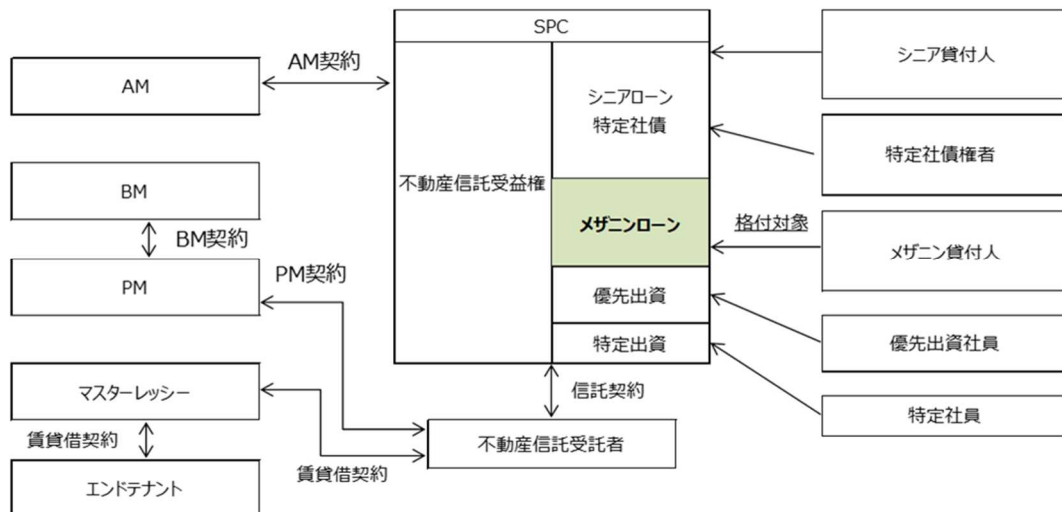 SPC
AM
AM契約
シニアローン
特定社債
シニア貸付人
特定社債権者
BM
不動産信託受益権
BM契約
メザニンローン
格付対象
メザニン貸付人
PM
PM契約
優先出資
優先出資社員
特定出資
マスターレッシー
信託契約
特定社員
賃貸借契約
不動産信託受託者
賃貸借契約
エンドテナント